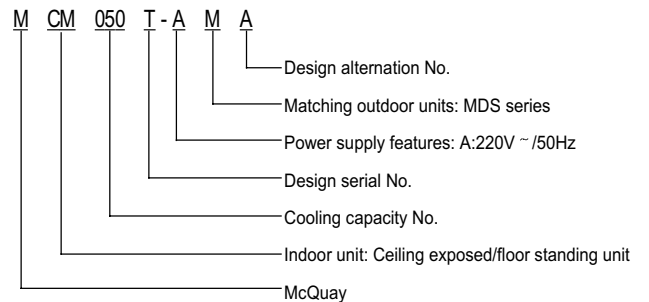 M CM 050 T - A M A
Design alternation No.
Matching outdoor units: MDS series
Power supply features: A:220V ~ /50Hz
Design serial No.
Cooling capacity No.
Indoor unit: Ceiling exposed/floor standing unit
McQuay